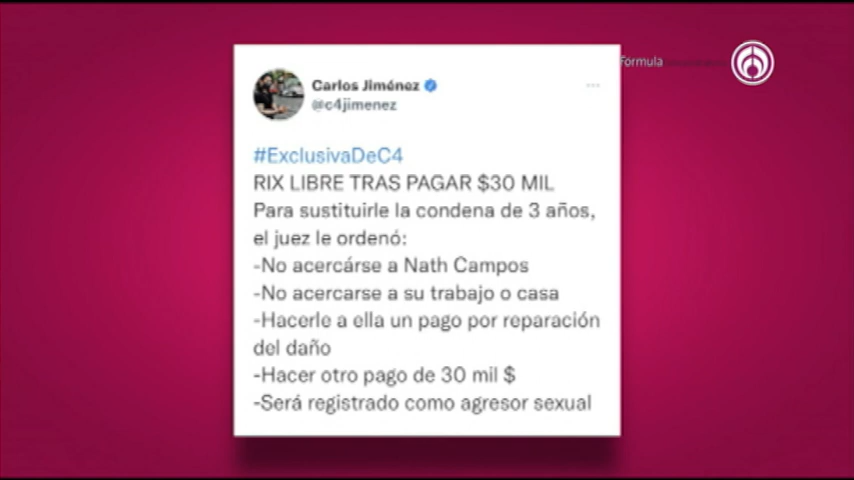 Fórmula
Carlos Jiménez
@c4jimenez
#ExclusivaDeC4
RIX LIBRE TRAS PAGAR $30 MIL
Para sustituirle la condena de 3 años,
el juez le ordenó:
-No acercárse a Nath Campos
-No acercarse a su trabajo o casa
-Hacerle a ella un pago por reparación
del daño
-Hacer otro pago de 30 mil $
-Será registrado como agresor sexual